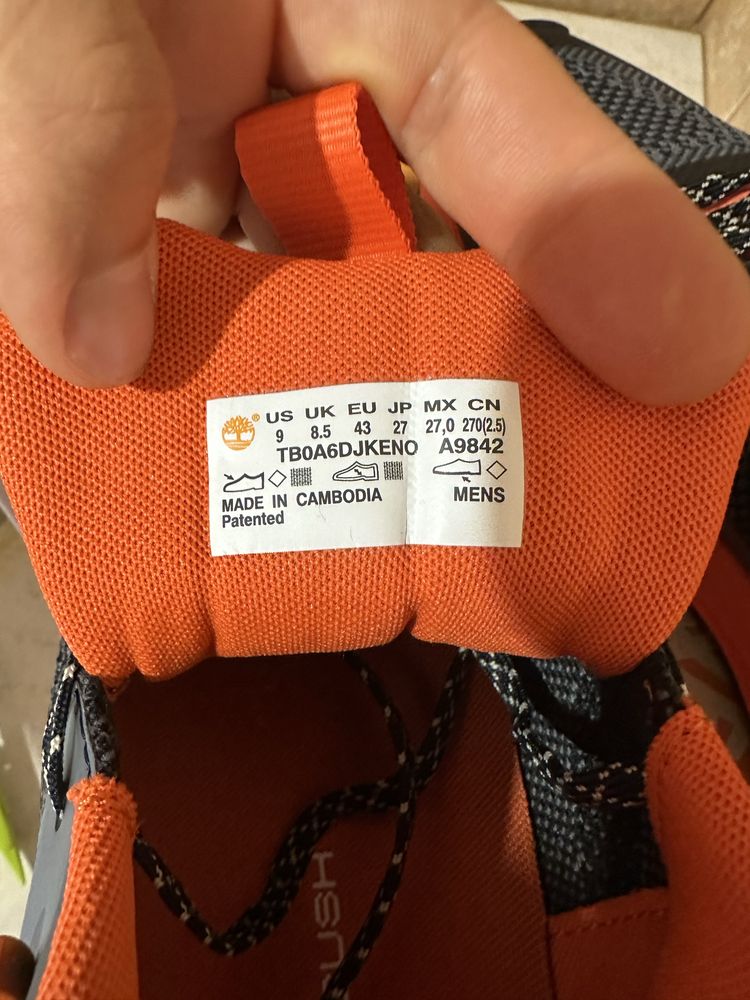 ® US UK EU JP MX CN
9 8.5 43 27 27,0 270(2.5)
TB0A6DJKENO A9842
MADE IN CAMBODIA MENS
Patented